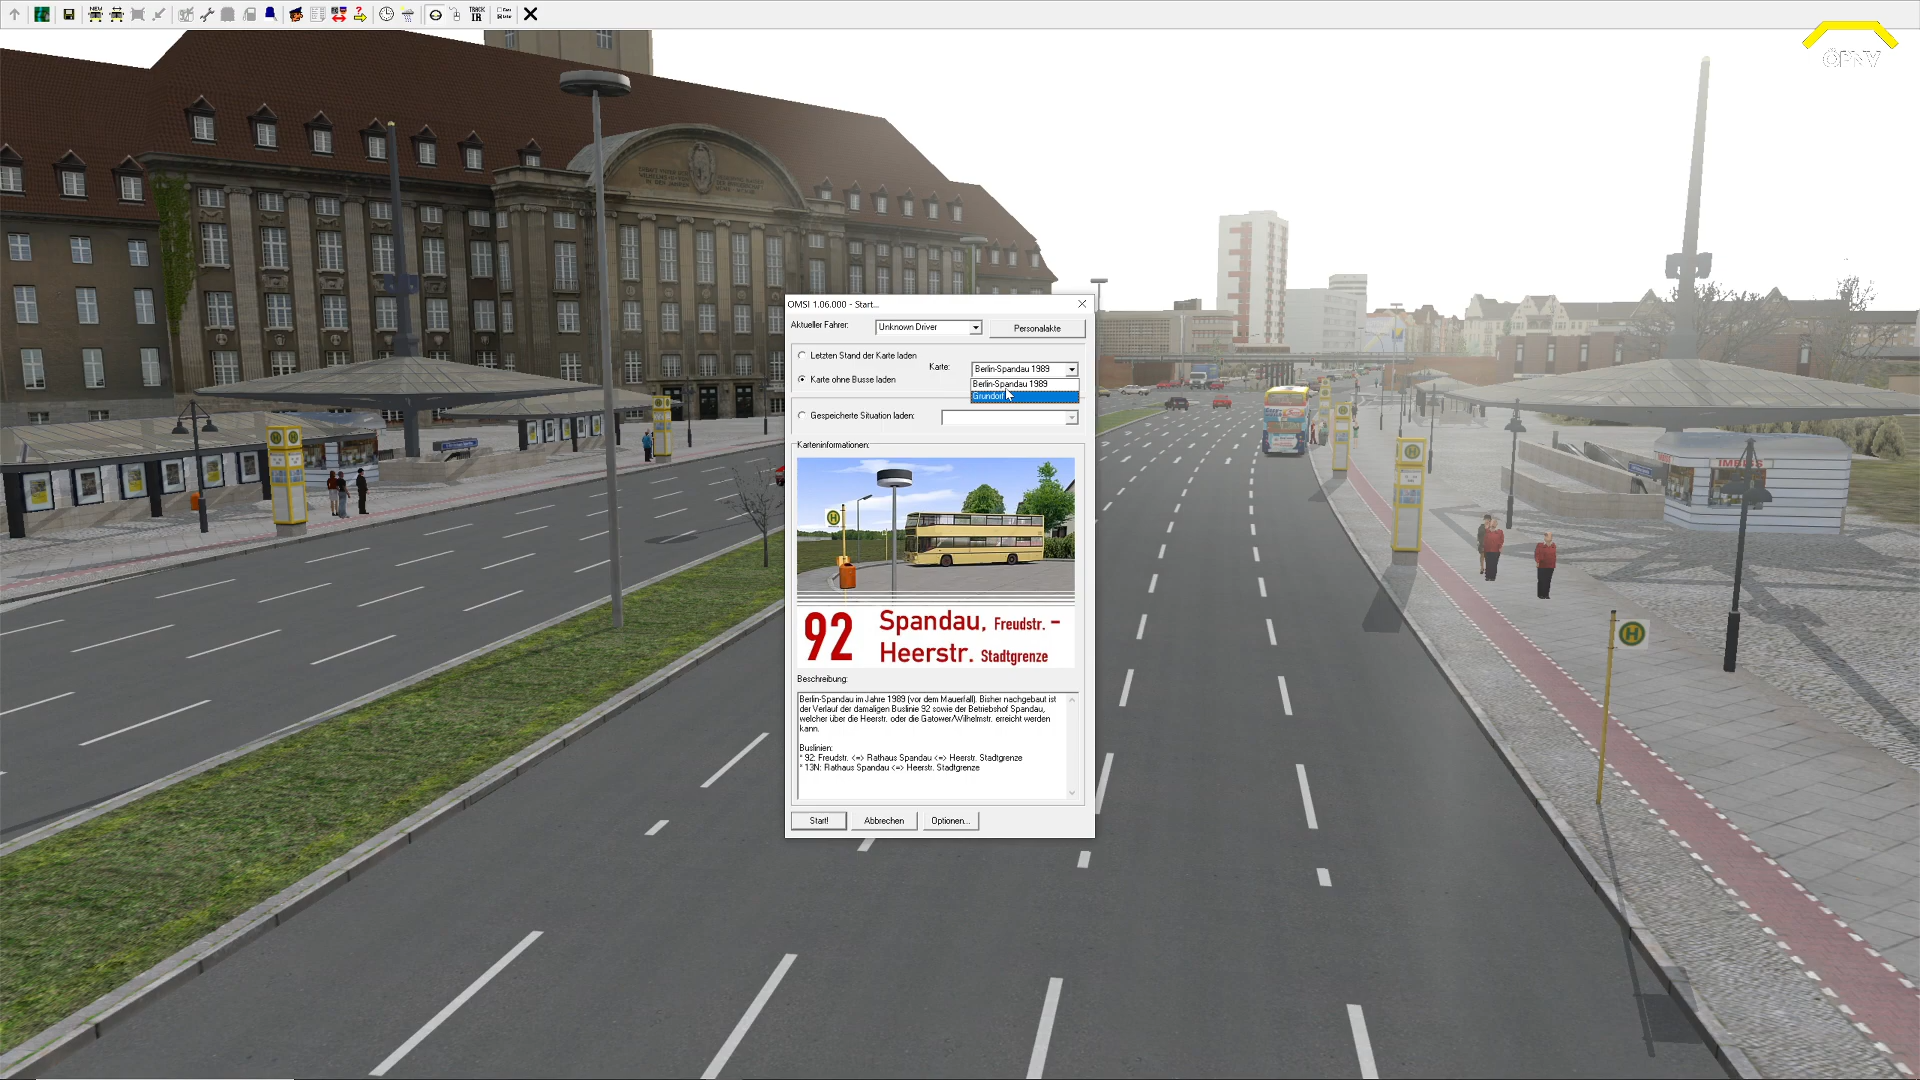 NEW
TRACK
IR
ÖPNV
OMSI 1.06.000 - Start...
Aktueller Fahrer:
Unknown Driver
Personalakte
Letzten Stand der Karte laden
Karte:
Berlin-Spandau 1989
Karte ohne Busse laden
Berlin-Spandau 1989
Grundorf
Gespeicherte Situation laden:
Karteninformationen:
H
92
Spandau, Freudstr. -
Heerstr. Stadtgrenze
Beschreibung:
Berlin-Spandau im Jahre 1989 (vor dem Mauerfall). Bisher nachgebaut ist
der Verlauf der damaligen Buslinie 92 sowie der Betriebshof Spandau,
welcher über die Heerstr. oder die Gatower/Wilhelmstr. erreicht werden
kann.
Buslinien:
* 92: Freudstr. <=> Rathaus Spandau <=> Heerstr. Stadtgrenze
* 13N: Rathaus Spandau <=> Heerstr. Stadtgrenze
Start!
Abbrechen
Optionen...
IMBISS
H
H